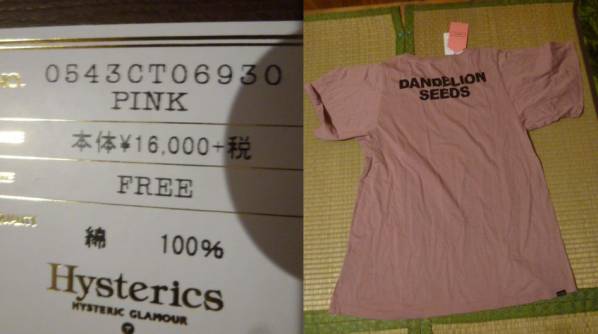 0543CT06930
PINK
本体¥16,000+税
FREE
綿 100%
Hysterics
HYSTERIC GLAMOUR
DANDELION
SEEDS